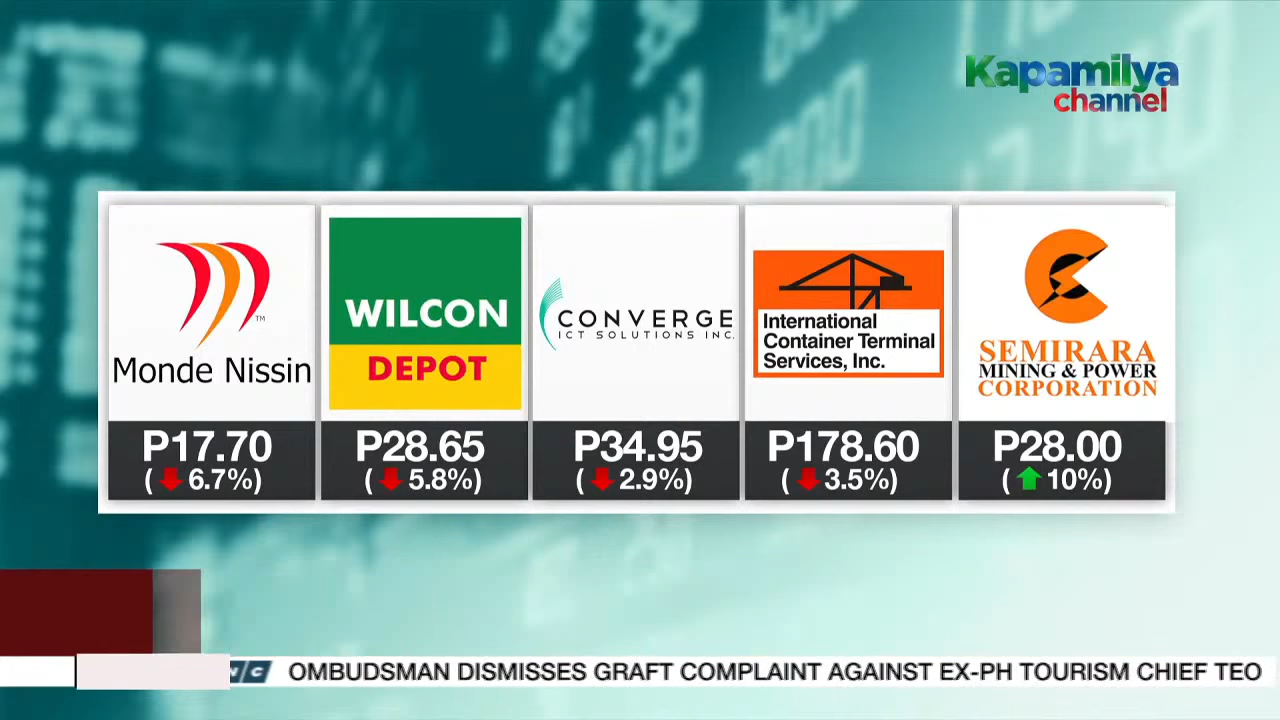 Kapamilya
channel
TM
Monde Nissin
WILCON
DEPOT
CONVERGE
ICT SOLUTIONS INC.
International
Container Terminal
Services, Inc.
SEMIRARA
MINING & POWER
CORPORATION
P17.70
(6.7%)
P28.65
(5.8%)
P34.95
(2.9%)
P178.60
(3.5%)
P28.00
(10%)
OMBUDSMAN DISMISSES GRAFT COMPLAINT AGAINST EX-PH TOURISM CHIEF TEO